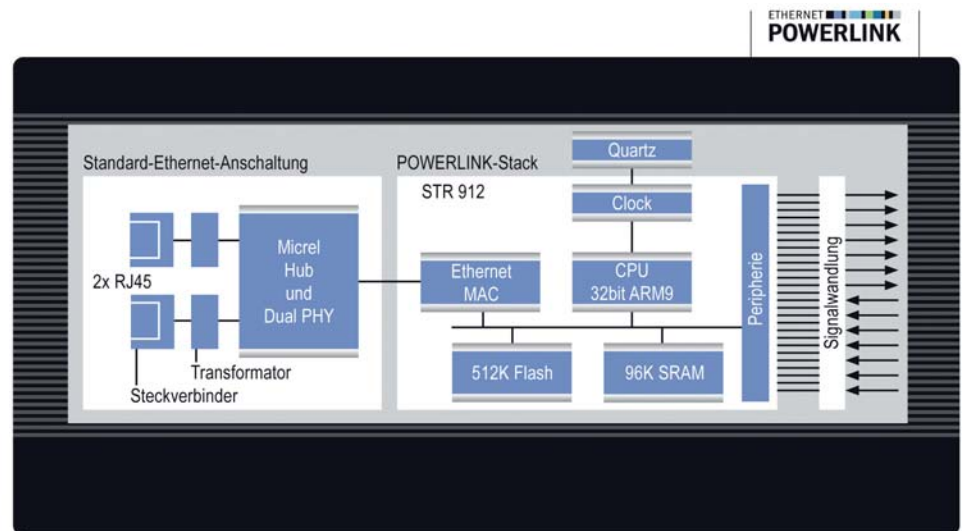 ETHERNET
POWERLINK
Standard-Ethernet-Anschaltung
POWERLINK-Stack
STR 912
Quartz
Clock
2x RJ45
Micrel
Hub
und
Dual PHY
Ethernet
MAC
CPU
32bit ARM9
512K Flash
96K SRAM
Transformator
Steckverbinder
Peripherie
Signalwandlung